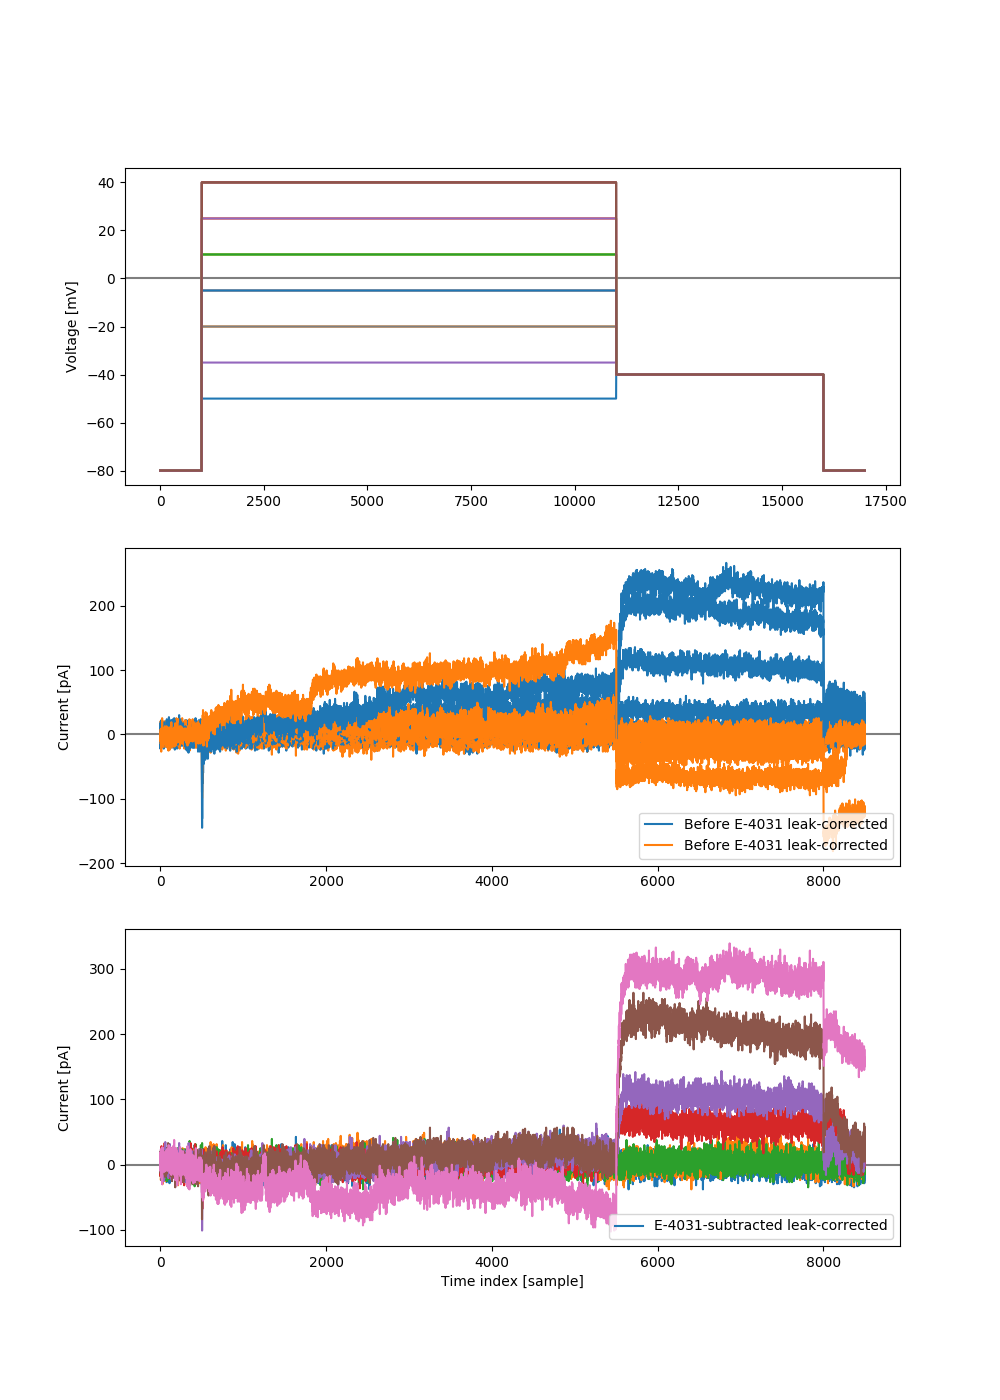 40
20
0
−20
−40
−60
−80
Voltage [mV]
0 2500 5000 7500 10000 12500 15000 17500
200
100
0
−100
−200
Current [pA]
Before E-4031 leak-corrected
Before E-4031 leak-corrected
0 2000 4000 6000 8000
300
200
100
0
−100
Current [pA]
E-4031-subtracted leak-corrected
0 2000 4000 6000 8000
Time index [sample]